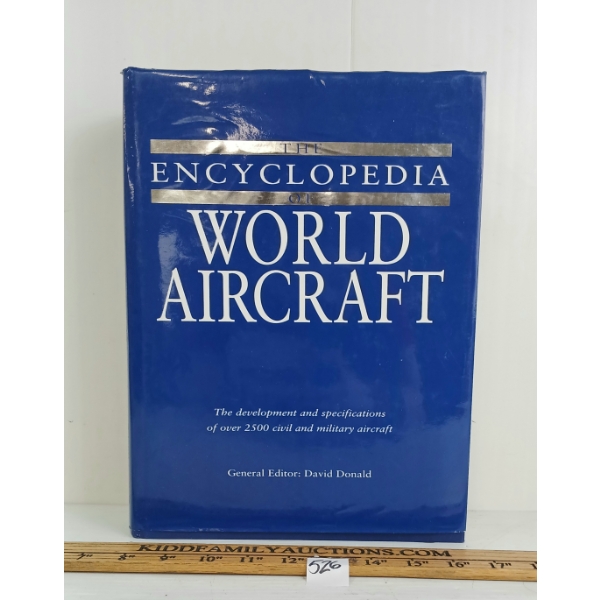 THE
ENCYCLOPEDIA
OF
WORLD
AIRCRAFT
The development and specifications
of over 2500 civil and military aircraft
General Editor: David Donald
KIDDFAMILYAUCTIONS.COM
7" 8" 9" 10" 11" 12" 14" 15" 16" 17"
526